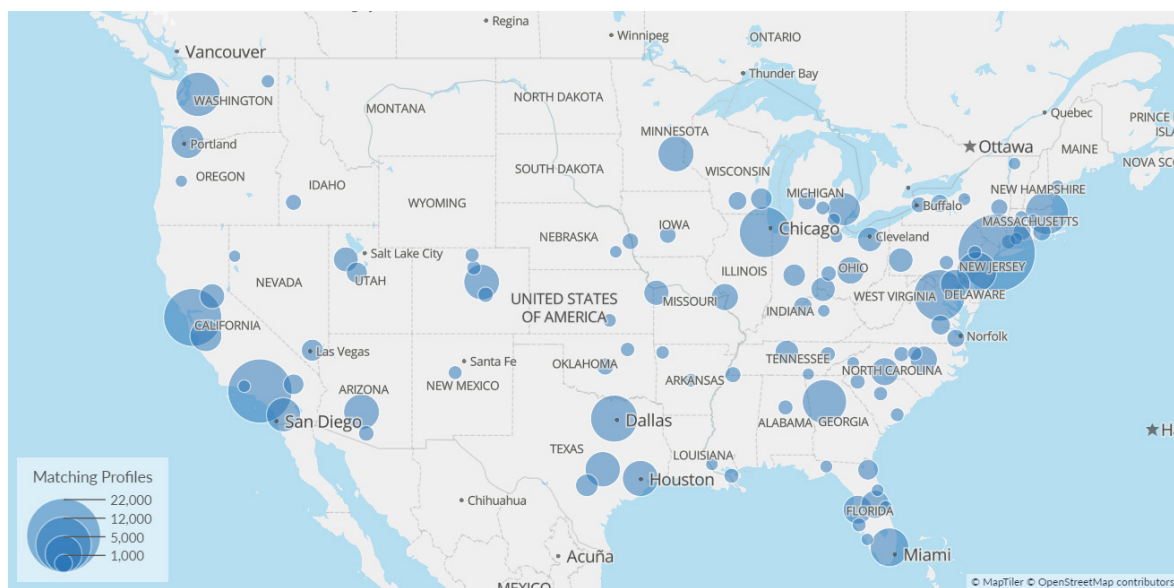 Regina
Winnipeg
ONTARIO
Vancouver
Thunder Bay
WASHINGTON
MONTANA
NORTH DAKOTA
Quebec
PRINCE
ISL
MINNESOTA
Ottawa
MAINE
Portland
NOVA SCO
OREGON
IDAHO
SOUTH DAKOTA
WISCONSIN
MICHIGAN
NEW HAMPSHIRE
WYOMING
Buffalo
MASSACHUSETTS
IOWA
Chicago
Cleveland
NEBRASKA
Salt Lake City
NEVADA
UTAH
ILLINOIS
OHIO
NEW JERSEY
UNITED STATES
OF AMERICA
MISSOURI
WEST VIRGINIA
DELAWARE
INDIANA
CALIFORNIA
Norfolk
Las Vegas
Santa Fe
TENNESSEE
OKLAHOMA
NORTH CAROLINA
NEW MEXICO
ARKANSAS
ARIZONA
San Diego
Dallas
ALABAMA
GEORGIA
Ha
TEXAS
LOUISIANA
Houston
Matching Profiles
22,000
12,000
5,000
1,000
Chihuahua
FLORIDA
Acuña
Miami
MEXICO
© MapTiler © OpenStreetMap contributors